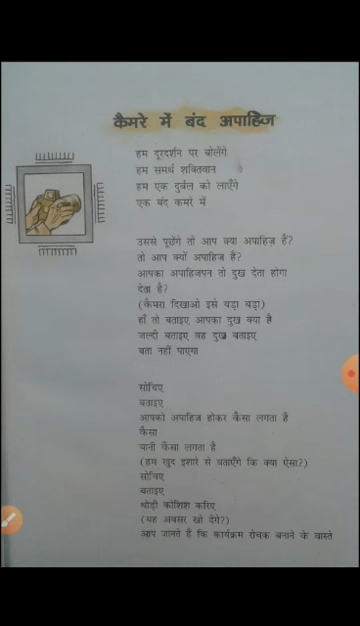 कैमरे में बंद अपाहिज
हम दूरदर्शन पर बोलेंगे
हम समर्थ शक्तिवान
हम एक दुर्बल को लाएँगे
एक बंद कमरे में
उससे पूछेंगे तो आप क्या अपाहिज हैं?
तो आप क्यों अपाहिज हैं?
आपका अपाहिजपन तो दुख देता होगा
देता है?
(कैमरा दिखाओ इसे बड़ा बड़ा)
हाँ तो बताइए आपका दुख क्या है
जल्दी बताइए वह दुख बताइए
बता नहीं पाएगा
सोचिए
बताइए
आपको अपाहिज होकर कैसा लगता है
कैसा
यानी कैसा लगता है
(हम खुद इशारे से बताएँगे कि क्या ऐसा?)
सोचिए
बताइए
थोड़ी कोशिश करिए
(यह अवसर खो देंगे?)
आप जानते हैं कि कार्यक्रम रोचक बनाने के वास्ते